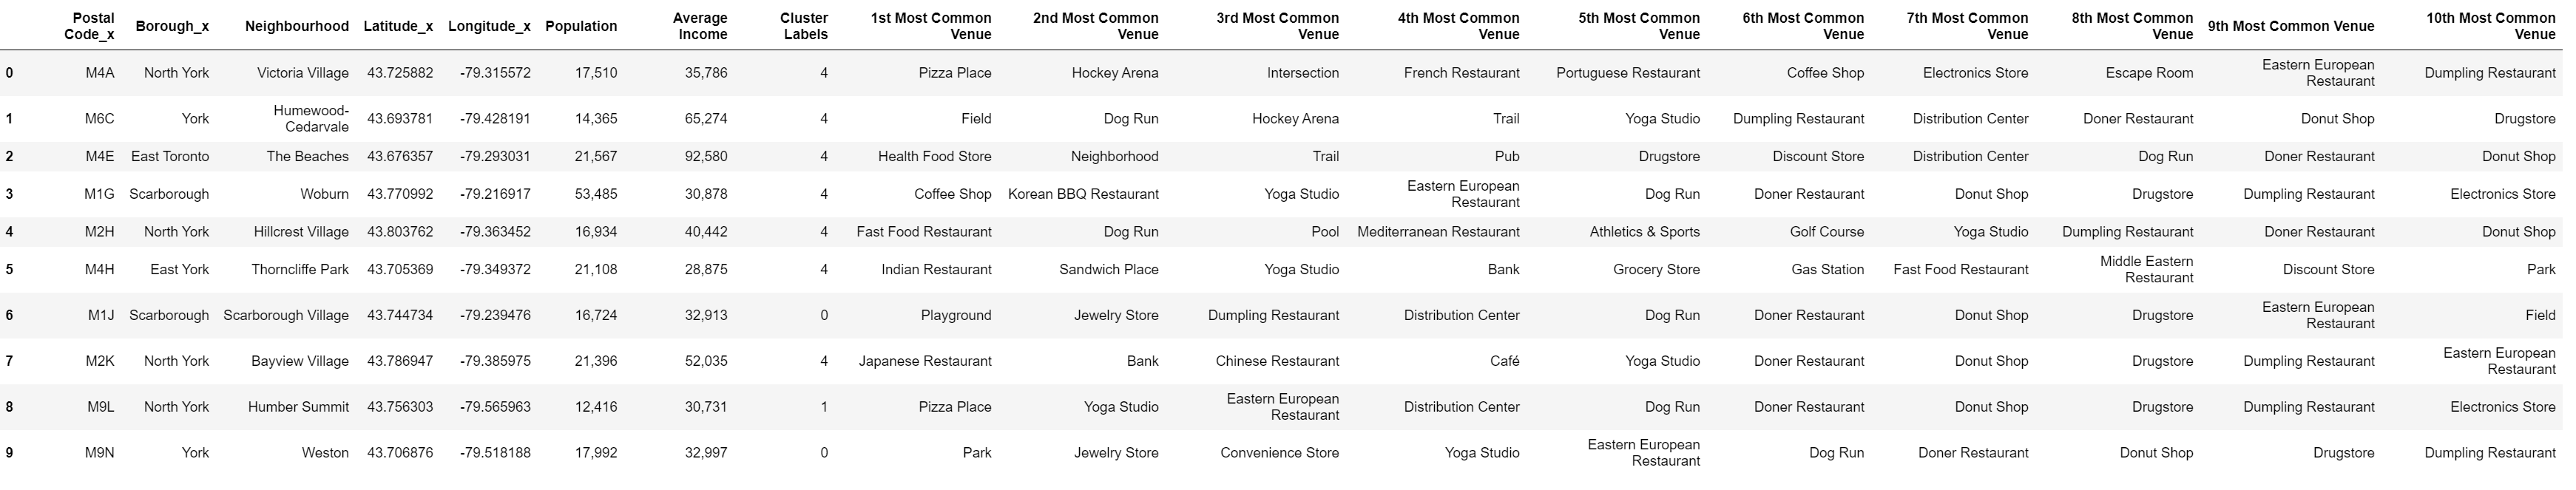 Postal Code_x Borough_x Neighbourhood Latitude_x Longitude_x Population Average Income Cluster Labels 1st Most Common Venue 2nd Most Common Venue 3rd Most Common Venue 4th Most Common Venue 5th Most Common Venue 6th Most Common Venue 7th Most Common Venue 8th Most Common Venue 9th Most Common Venue 10th Most Common Venue
0 M4A North York Victoria Village 43.725882 -79.315572 17,510 35,786 4 Pizza Place Hockey Arena Intersection French Restaurant Portuguese Restaurant Coffee Shop Electronics Store Escape Room Eastern European Restaurant Dumpling Restaurant
1 M6C York Humewood-Cedarvale 43.693781 -79.428191 14,365 65,274 4 Field Dog Run Hockey Arena Trail Yoga Studio Dumpling Restaurant Distribution Center Doner Restaurant Donut Shop Drugstore
2 M4E East Toronto The Beaches 43.676357 -79.293031 21,567 92,580 4 Health Food Store Neighborhood Trail Pub Drugstore Discount Store Distribution Center Dog Run Doner Restaurant Donut Shop
3 M1G Scarborough Woburn 43.770992 -79.216917 53,485 30,878 4 Coffee Shop Korean BBQ Restaurant Yoga Studio Eastern European Restaurant Dog Run Doner Restaurant Donut Shop Drugstore Dumpling Restaurant Electronics Store
4 M2H North York Hillcrest Village 43.803762 -79.363452 16,934 40,442 4 Fast Food Restaurant Dog Run Pool Mediterranean Restaurant Athletics & Sports Golf Course Yoga Studio Dumpling Restaurant Doner Restaurant Donut Shop
5 M4H East York Thorncliffe Park 43.705369 -79.349372 21,108 28,875 4 Indian Restaurant Sandwich Place Yoga Studio Bank Grocery Store Gas Station Fast Food Restaurant Middle Eastern Restaurant Discount Store Park
6 M1J Scarborough Scarborough Village 43.744734 -79.239476 16,724 32,913 0 Playground Jewelry Store Dumpling Restaurant Distribution Center Dog Run Doner Restaurant Donut Shop Drugstore Eastern European Restaurant Field
7 M2K North York Bayview Village 43.786947 -79.385975 21,396 52,035 4 Japanese Restaurant Bank Chinese Restaurant Café Yoga Studio Doner Restaurant Donut Shop Drugstore Dumpling Restaurant Eastern European Restaurant
8 M9L North York Humber Summit 43.756303 -79.565963 12,416 30,731 1 Pizza Place Yoga Studio Eastern European Restaurant Distribution Center Dog Run Doner Restaurant Donut Shop Drugstore Dumpling Restaurant Electronics Store
9 M9N York Weston 43.706876 -79.518188 17,992 32,997 0 Park Jewelry Store Convenience Store Yoga Studio Eastern European Restaurant Dog Run Doner Restaurant Donut Shop Drugstore Dumpling Restaurant